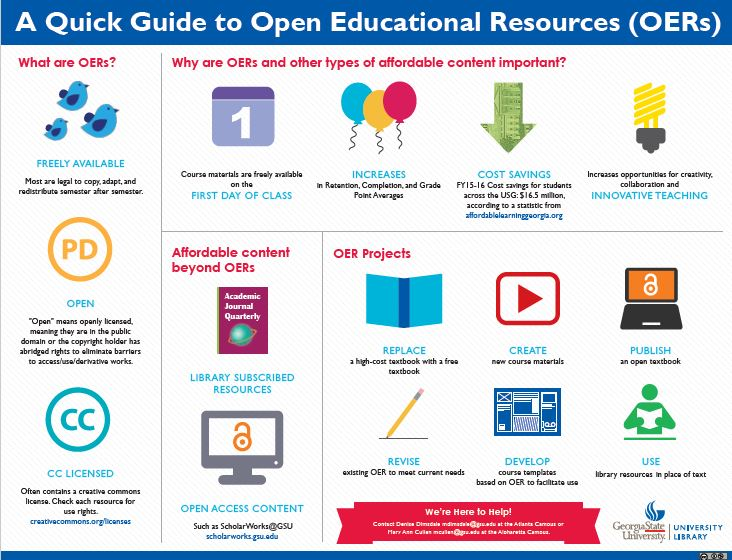 A Quick Guide to Open Educational Resources (OERs)
What are OERs?
FREELY AVAILABLE
Most are legal to copy, adapt, and
redistribute semester after semester.
PD
OPEN
"Open" means openly licensed,
meaning they are in the public
domain or the copyright holder has
abridged rights to eliminate barriers
to access/use/derivative works.
CC
CC LICENSED
Often contains a creative commons
license. Check each resource for
use rights.
creativecommons.org/licenses
Why are OERs and other types of affordable content important?
1
Course materials are freely available
on the
FIRST DAY OF CLASS
INCREASES
in Retention, Completion, and Grade
Point Averages
COST SAVINGS
FY15-16 Cost savings for students
across the USG: $16.5 million,
according to a statistic from
affordablelearninggeorgia.org
Increases opportunities for creativity,
collaboration and
INNOVATIVE TEACHING
Affordable content
beyond OERs
Academic
Journal
Quarterly
LIBRARY SUBSCRIBED
RESOURCES
OPEN ACCESS CONTENT
Such as ScholarWorks@GSU
scholarworks.gsu.edu
OER Projects
REPLACE
a high-cost textbook with a free
textbook
CREATE
new course materials
PUBLISH
an open textbook
REVISE
existing OER to meet current needs
DEVELOP
course templates
based on OER to facilitate use
USE
library resources in place of text
We're Here to Help!
Contact Denise Dimsdale mdimsdale@gsu.edu at the Atlanta Campus or
Mary Ann Cullen mcullen@gsu.edu at the Alpharetta Campus.
GeorgiaState
University
UNIVERSITY
LIBRARY